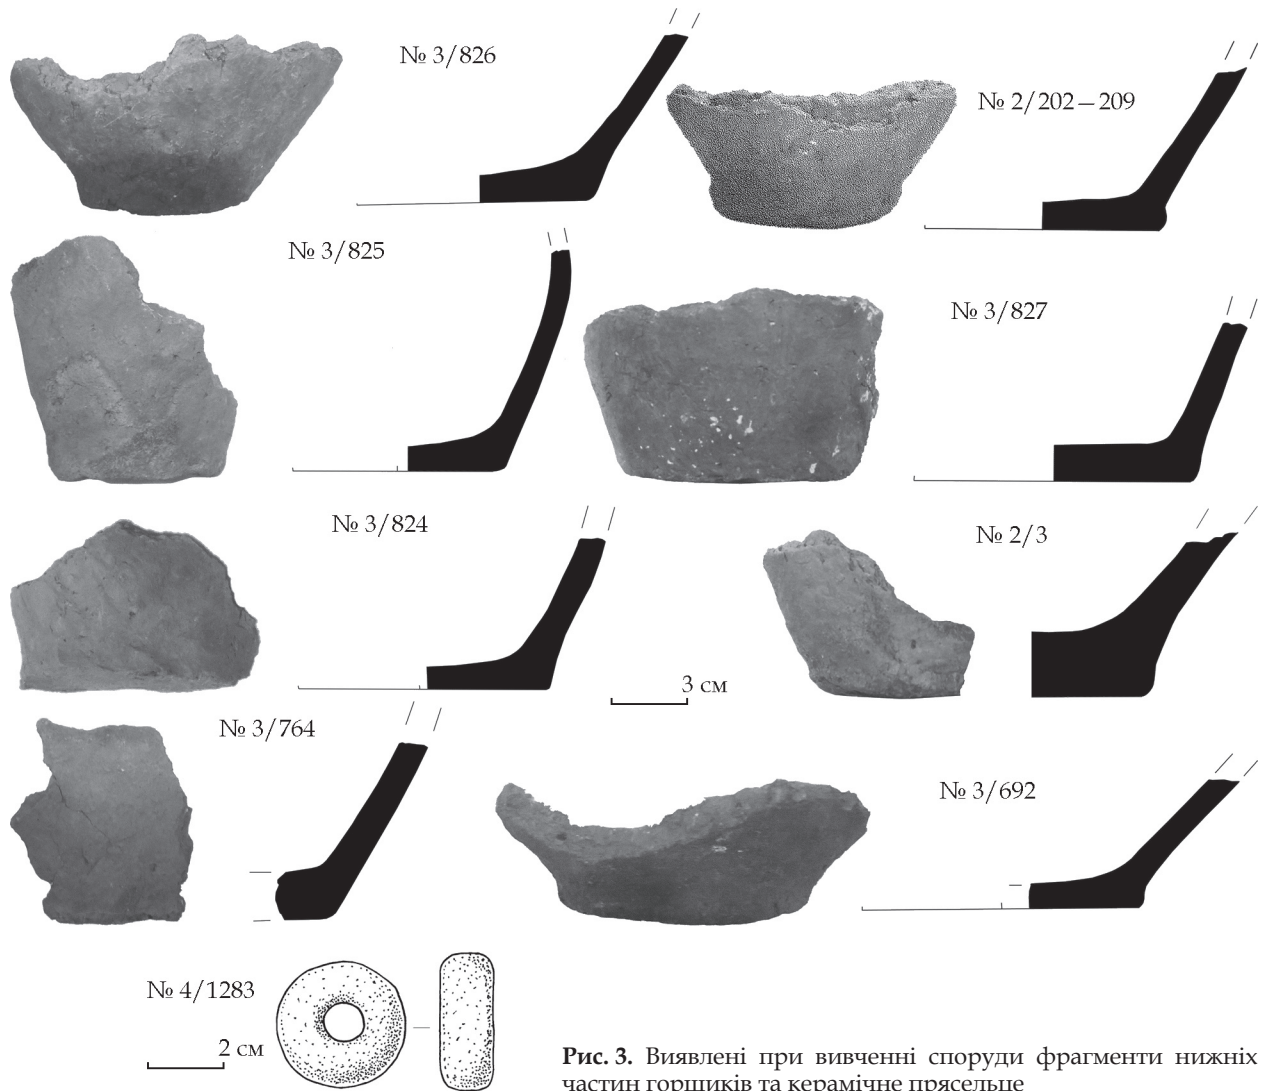 № 3/826
№ 2/202—209
№ 3/825
№ 3/827
№ 3/824
№ 2/3
3 см
№ 3/764
№ 3/692
№ 4/1283
2 см
Рис. 3. Виявлені при вивченні споруди фрагменти нижніх
частин горщиків та керамічне прясельце